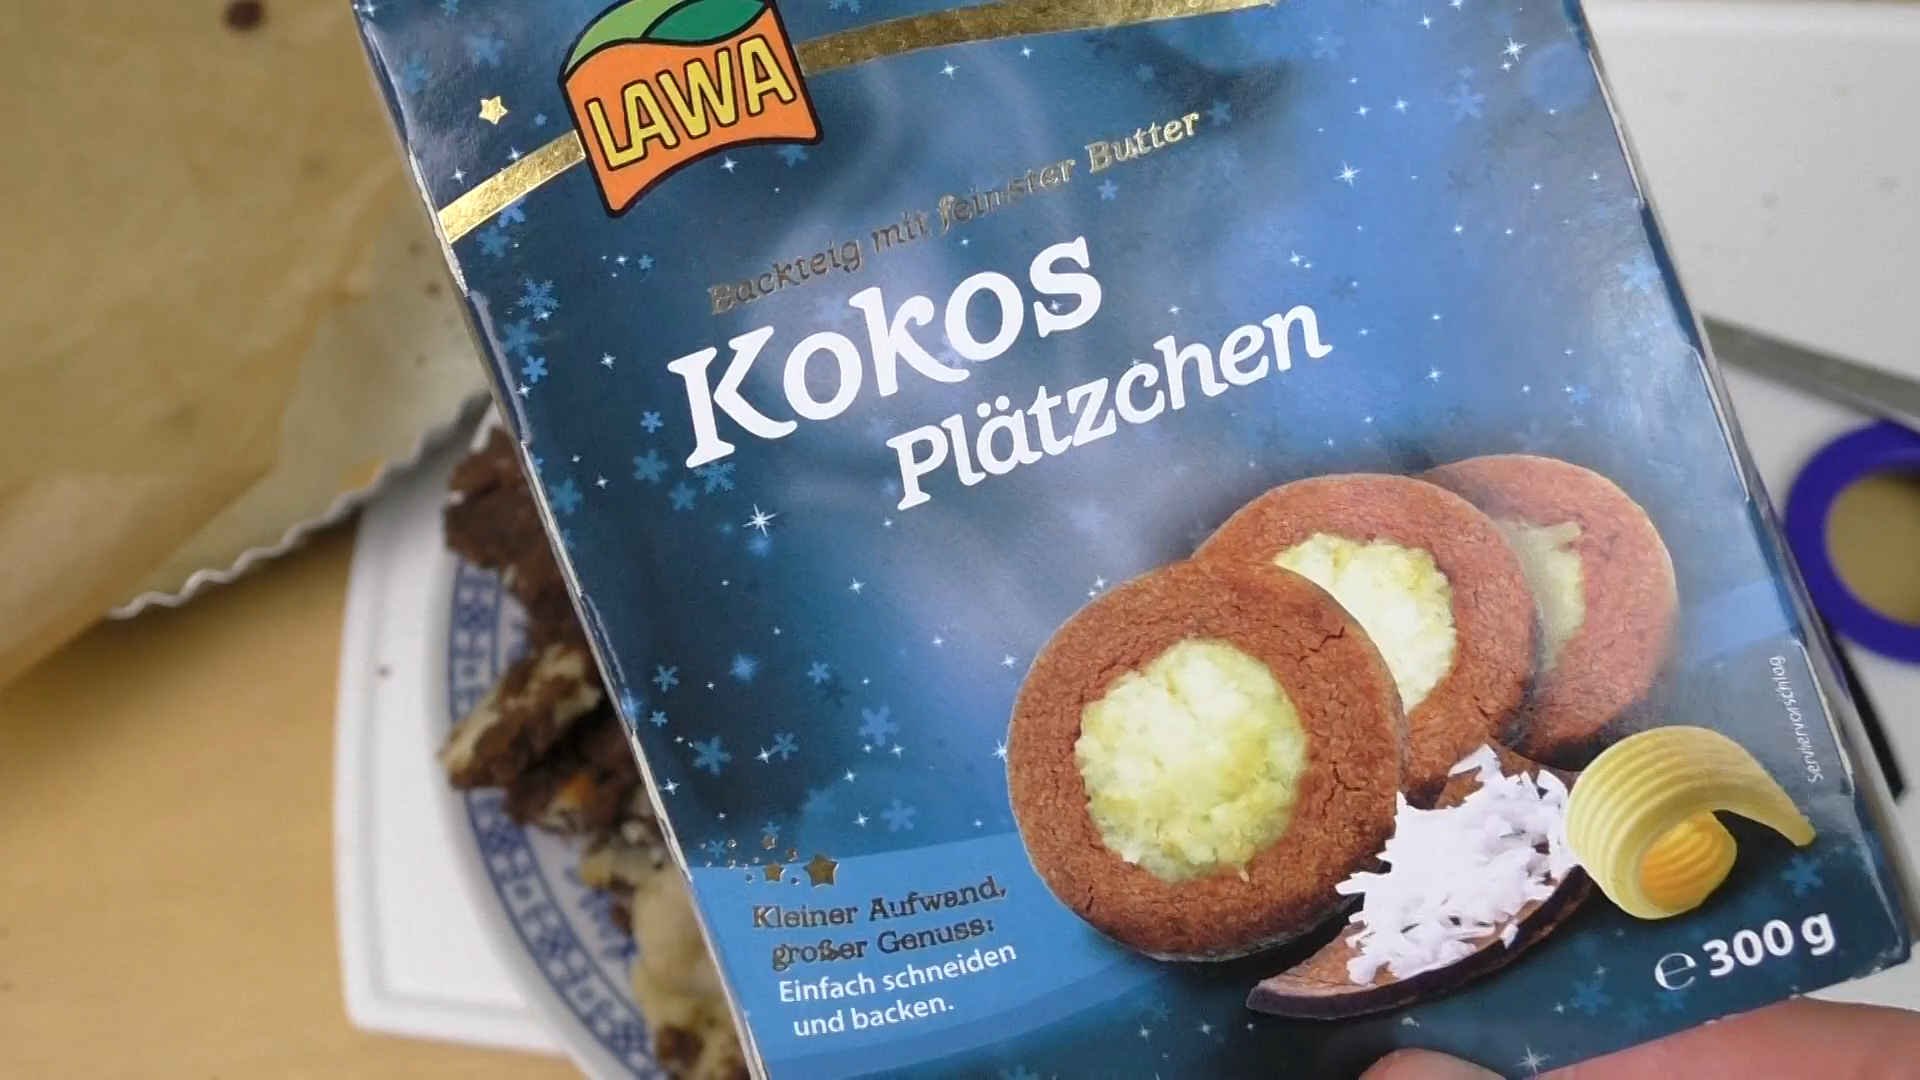 LAWA
Backteig mit feinster Butter
Kokos
Plätzchen
Serviervorschlag
Kleiner Aufwand,
großer Genuss:
Einfach schneiden
und backen.
℮ 300 g